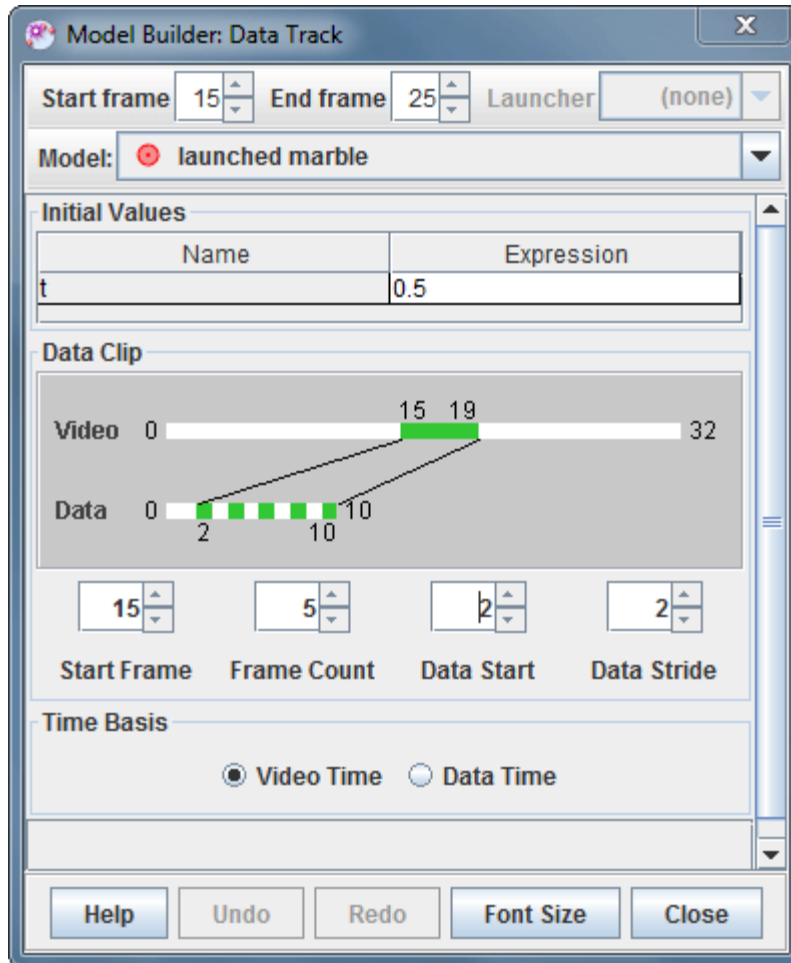 Model Builder: Data Track
Start frame 15 End frame 25 Launcher (none)
Model: launched marble
Initial Values
Name Expression
t 0.5
Data Clip
15 19
Video 0 32
Data 0 10
2 10
15 5 2 2
Start Frame Frame Count Data Start Data Stride
Time Basis
Video Time Data Time
Help Undo Redo Font Size Close